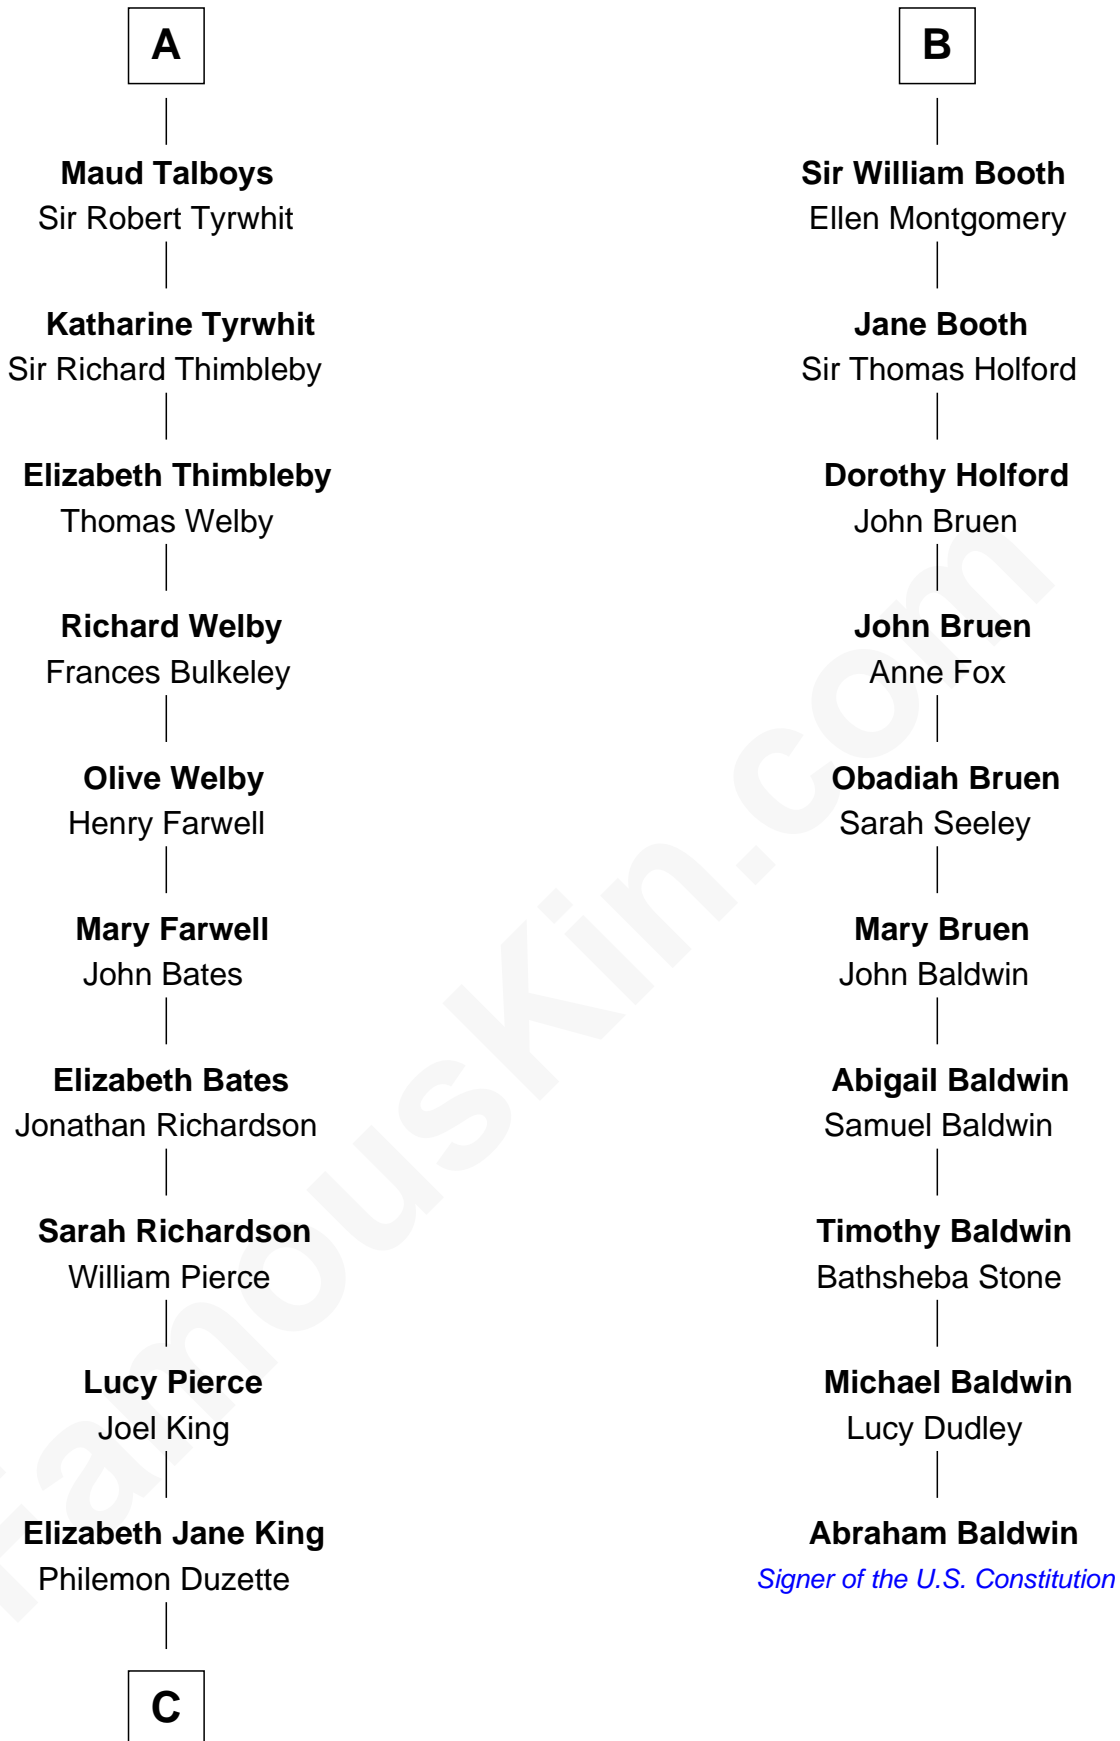 A
Maud Talboys
Sir Robert Tyrwhit
Katharine Tyrwhit
Sir Richard Thimbleby
Elizabeth Thimbleby
Thomas Welby
Richard Welby
Frances Bulkeley
Olive Welby
Henry Farwell
Mary Farwell
John Bates
Elizabeth Bates
Jonathan Richardson
Sarah Richardson
William Pierce
Lucy Pierce
Joel King
Elizabeth Jane King
Philemon Duzette
C
B
Sir William Booth
Ellen Montgomery
Jane Booth
Sir Thomas Holford
Dorothy Holford
John Bruen
John Bruen
Anne Fox
Obadiah Bruen
Sarah Seeley
Mary Bruen
John Baldwin
Abigail Baldwin
Samuel Baldwin
Timothy Baldwin
Bathsheba Stone
Michael Baldwin
Lucy Dudley
Abraham Baldwin
Signer of the U.S. Constitution
FamousKin.com